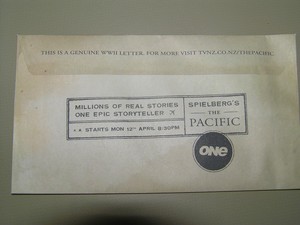 THIS IS A GENUINE WWII LETTER. FOR MORE VISIT TVNZ.CO.NZ/THEPACIFIC
MILLIONS OF REAL STORIES
ONE EPIC STORYTELLER
STARTS MON 12TH APRIL 8:30PM
SPIELBERG'S
THE
PACIFIC
ONE